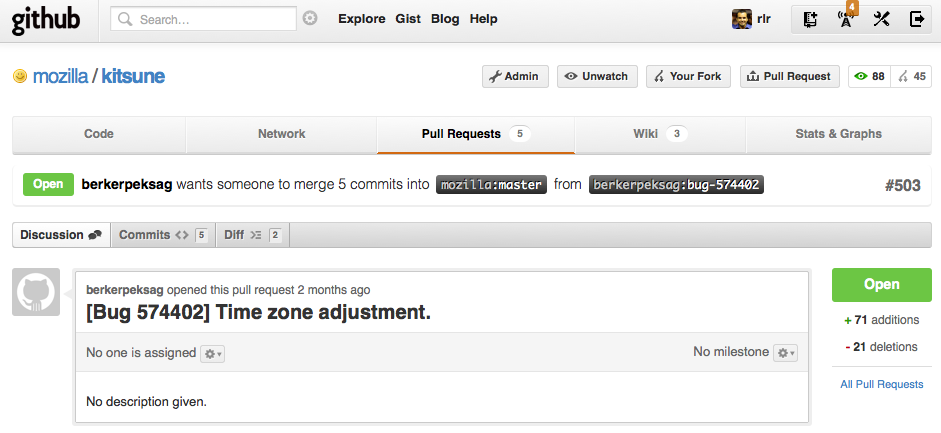 github Search... Explore Gist Blog Help rlr 4
mozilla / kitsune Admin Unwatch Your Fork Pull Request 88 45
Code Network Pull Requests 5 Wiki 3 Stats & Graphs
Open berkerpeksag wants someone to merge 5 commits into mozilla:master from berkerpeksag:bug-574402 #503
Discussion Commits 5 Diff 2
berkerpeksag opened this pull request 2 months ago
[Bug 574402] Time zone adjustment.
No one is assigned No milestone
No description given.
Open
+ 71 additions
- 21 deletions
All Pull Requests